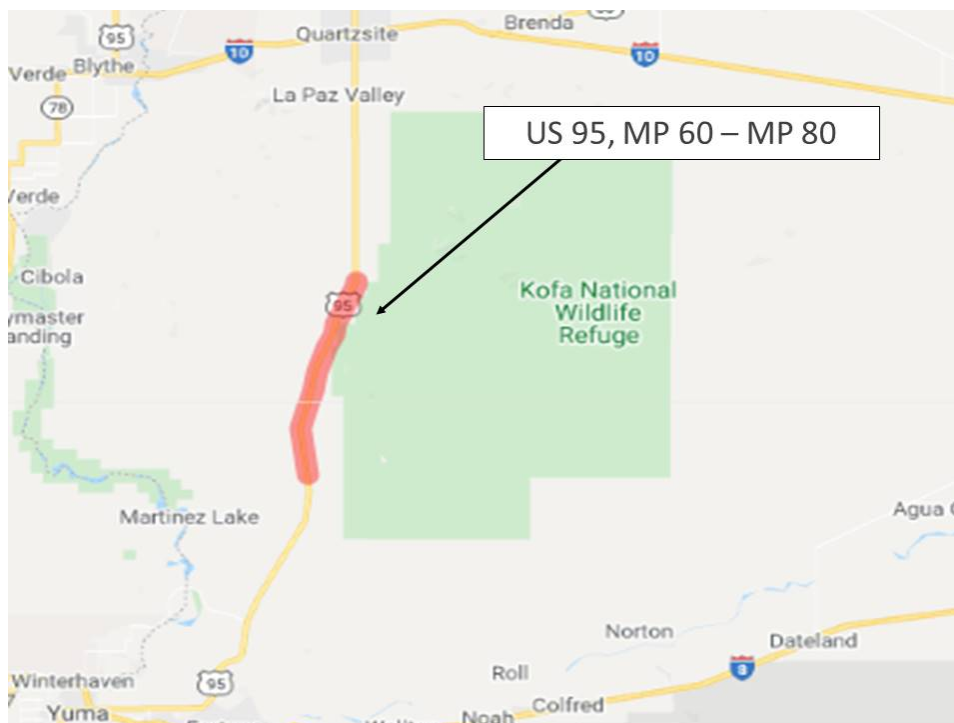 95
Brenda
10
Quartzsite
10
Verde
Blythe
78
La Paz Valley
US 95, MP 60 – MP 80
Verde
Cibola
95
Kofa National
Wildlife
Refuge
ymaster
anding
Martinez Lake
Agua
Norton
Dateland
8
Roll
Winterhaven
95
Colfred
Yuma
Noah